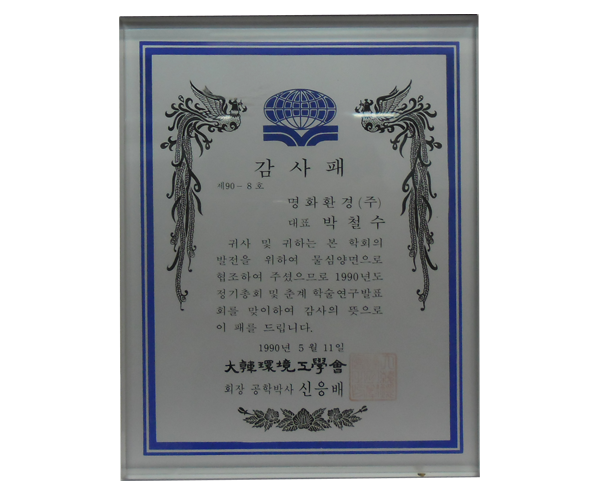 감사패
제90-8호
명화환경(주)
대표 박철수
귀사 및 귀하는 본 학회의
발전을 위하여 물심양면으로
협조하여 주셨으므로 1990년도
정기총회 및 춘계 학술연구발표
회를 맞이하여 감사의 뜻으로
이 패를 드립니다.
1990년 5월 11일
大韓環境工學會
회장 공학박사 신응배